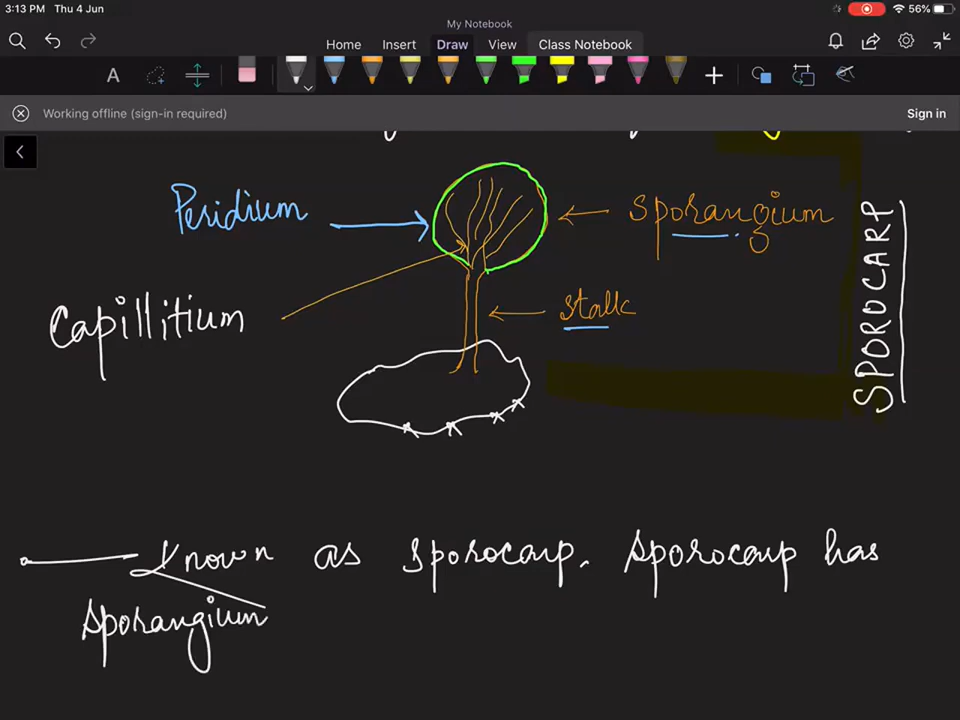 3:13 PM Thu 4 Jun
56%
My Notebook
Home Insert Draw View Class Notebook
A
Working offline (sign-in required) Sign in
Peridium
Sporangium
Capillitium
Stalk
SPOROCARP
known as sporocarp. Sporocarp has
sporangium